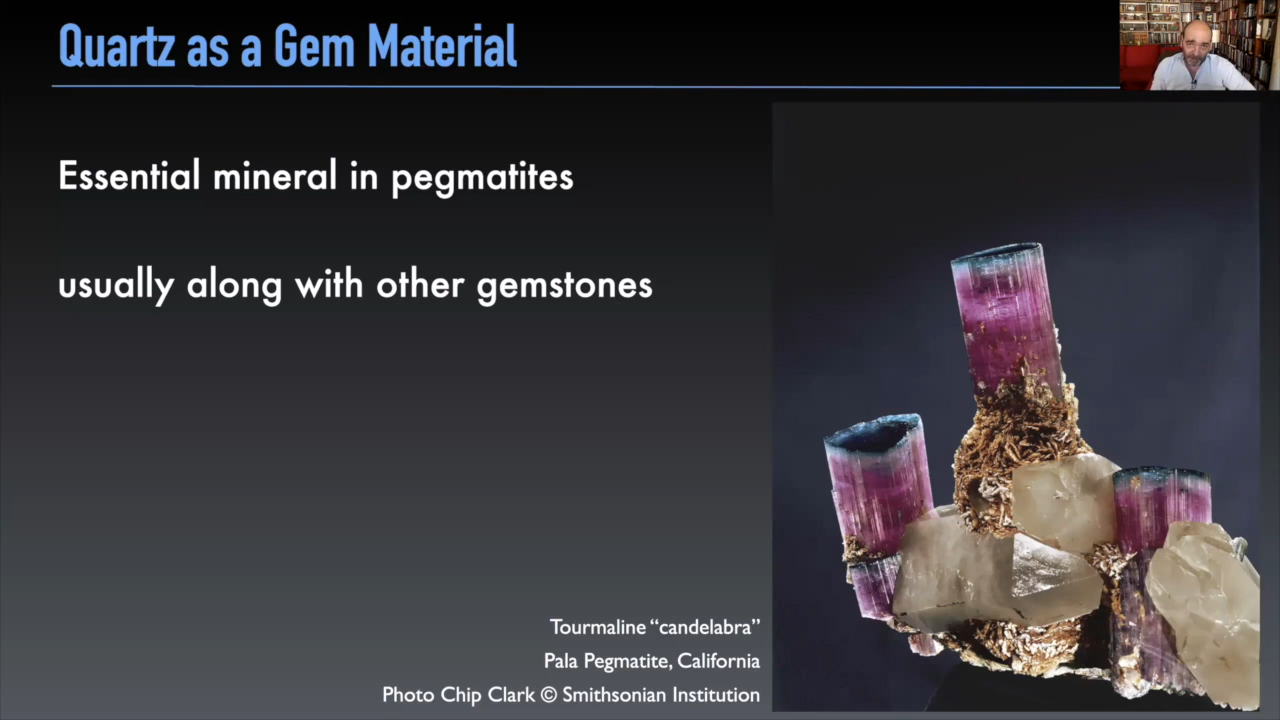 Quartz as a Gem Material
Essential mineral in pegmatites
usually along with other gemstones
Tourmaline “candelabra”
Pala Pegmatite, California
Photo Chip Clark © Smithsonian Institution